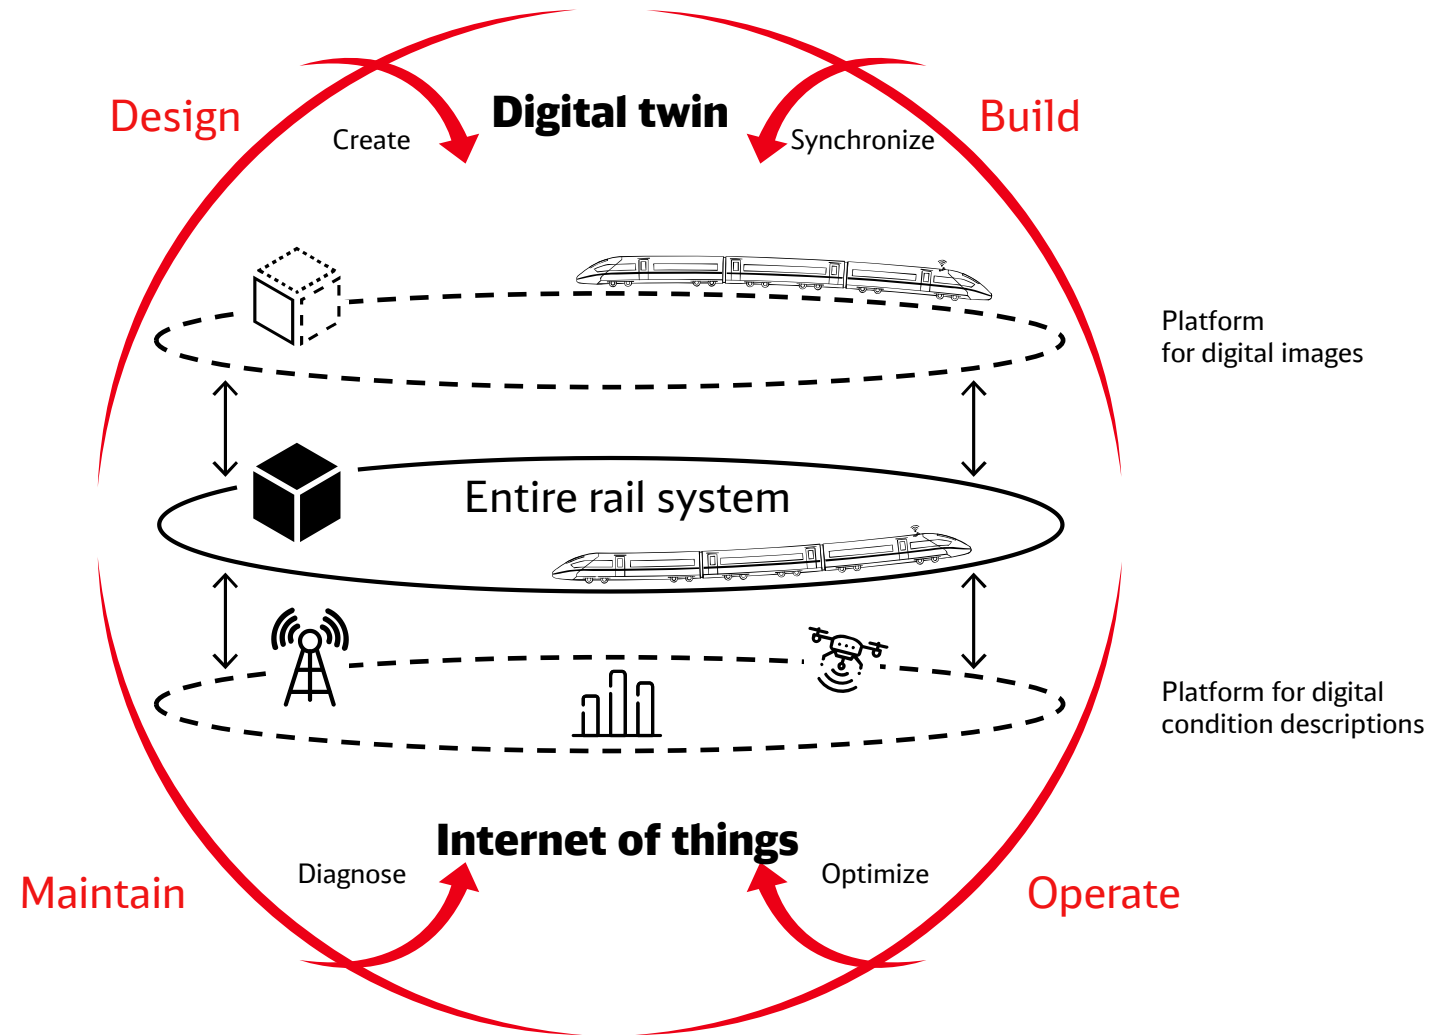 Design
Create
Digital twin
Synchronize
Build
Platform
for digital images
Entire rail system
Platform for digital
condition descriptions
Internet of things
Maintain
Diagnose
Optimize
Operate